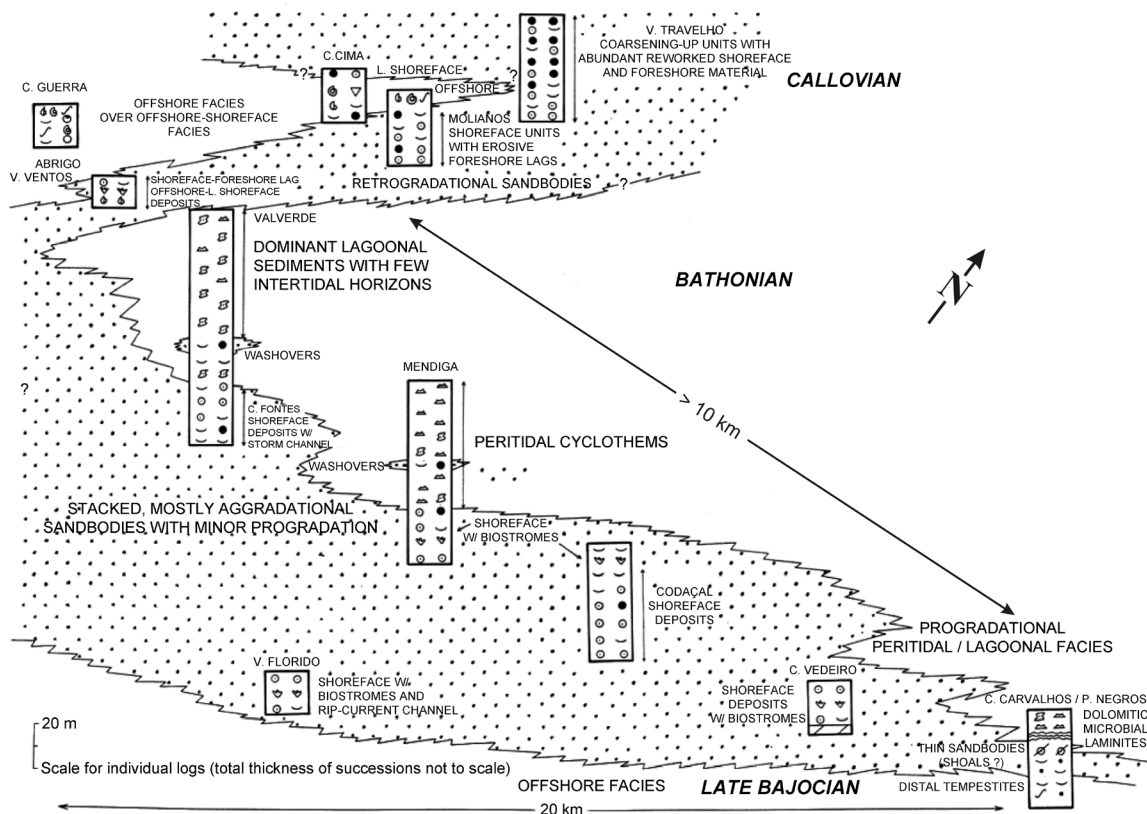 V. TRAVELHO
COARSENING-UP UNITS WITH
ABUNDANT REWORKED SHOREFACE
AND FORESHORE MATERIAL
CALLOVIAN
C.CIMA
?
L. SHOREFACE
?
OFFSHORE
C. GUERRA
OFFSHORE FACIES
OVER OFFSHORE-SHOREFACE
FACIES
MOLIANOS
SHOREFACE UNITS
WITH EROSIVE
FORESHORE LAGS
ABRIGO
V. VENTOS
SHOREFACE-FORESHORE LAG
OFFSHORE-L. SHOREFACE
DEPOSITS
RETROGRADATIONAL SANDBODIES
?
VALVERDE
DOMINANT LAGOONAL
SEDIMENTS WITH FEW
INTERTIDAL HORIZONS
BATHONIAN
N
WASHOVERS
MENDIGA
?
> 10 km
C. FONTES
SHOREFACE
DEPOSITS W/
STORM CHANNEL
PERITIDAL CYCLOTHEMS
WASHOVERS
STACKED, MOSTLY AGGRADATIONAL
SANDBODIES WITH MINOR PROGRADATION
SHOREFACE
W/ BIOSTROMES
CODAÇAL
SHOREFACE
DEPOSITS
PROGRADATIONAL
PERITIDAL / LAGOONAL FACIES
V. FLORIDO
SHOREFACE W/
BIOSTROMES AND
RIP-CURRENT CHANNEL
C. VEDEIRO
SHOREFACE
DEPOSITS
W/ BIOSTROMES
C. CARVALHOS / P. NEGROS
DOLOMITIC
MICROBIAL
LAMINITES
THIN SANDBODIES
(SHOALS ?)
DISTAL TEMPESTITES
20 m
Scale for individual logs (total thickness of successions not to scale)
OFFSHORE FACIES
LATE BAJOCIAN
20 km